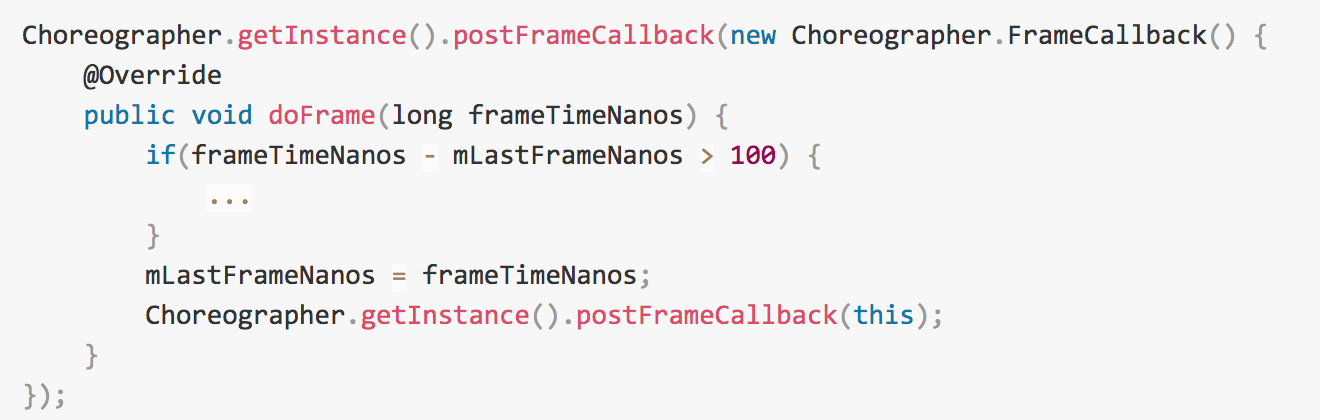 Choreographer.getInstance().postFrameCallback(new Choreographer.FrameCallback() {
    @Override
    public void doFrame(long frameTimeNanos) {
        if(frameTimeNanos - mLastFrameNanos > 100) {
            ...
        }
        mLastFrameNanos = frameTimeNanos;
        Choreographer.getInstance().postFrameCallback(this);
    }
});